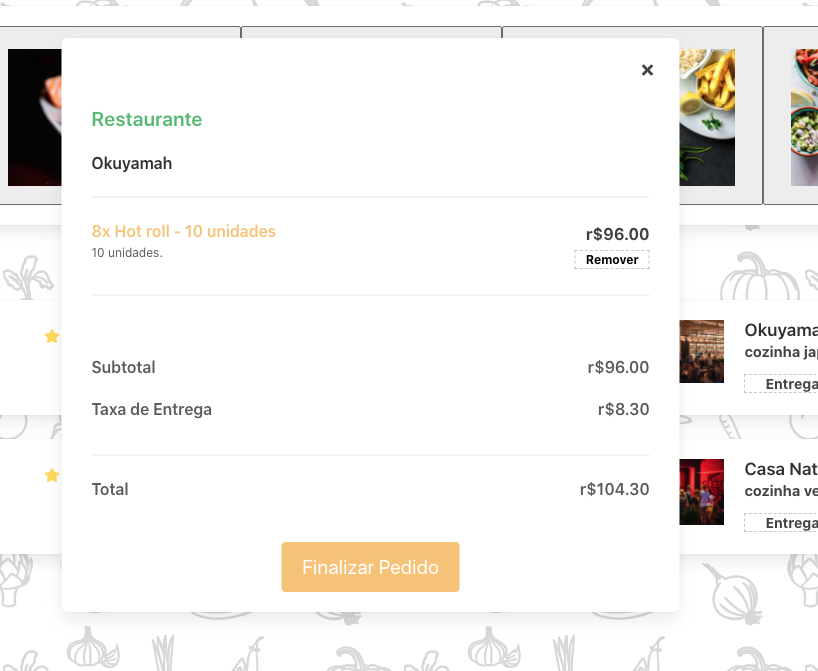 ×
Restaurante
Okuyamah
8x Hot roll - 10 unidades
r$96.00
10 unidades.
Remover
Subtotal
r$96.00
Taxa de Entrega
r$8.30
Total
r$104.30
Finalizar Pedido
Okuyama
cozinha ja
Entrega
Casa Nat
cozinha ve
Entrega